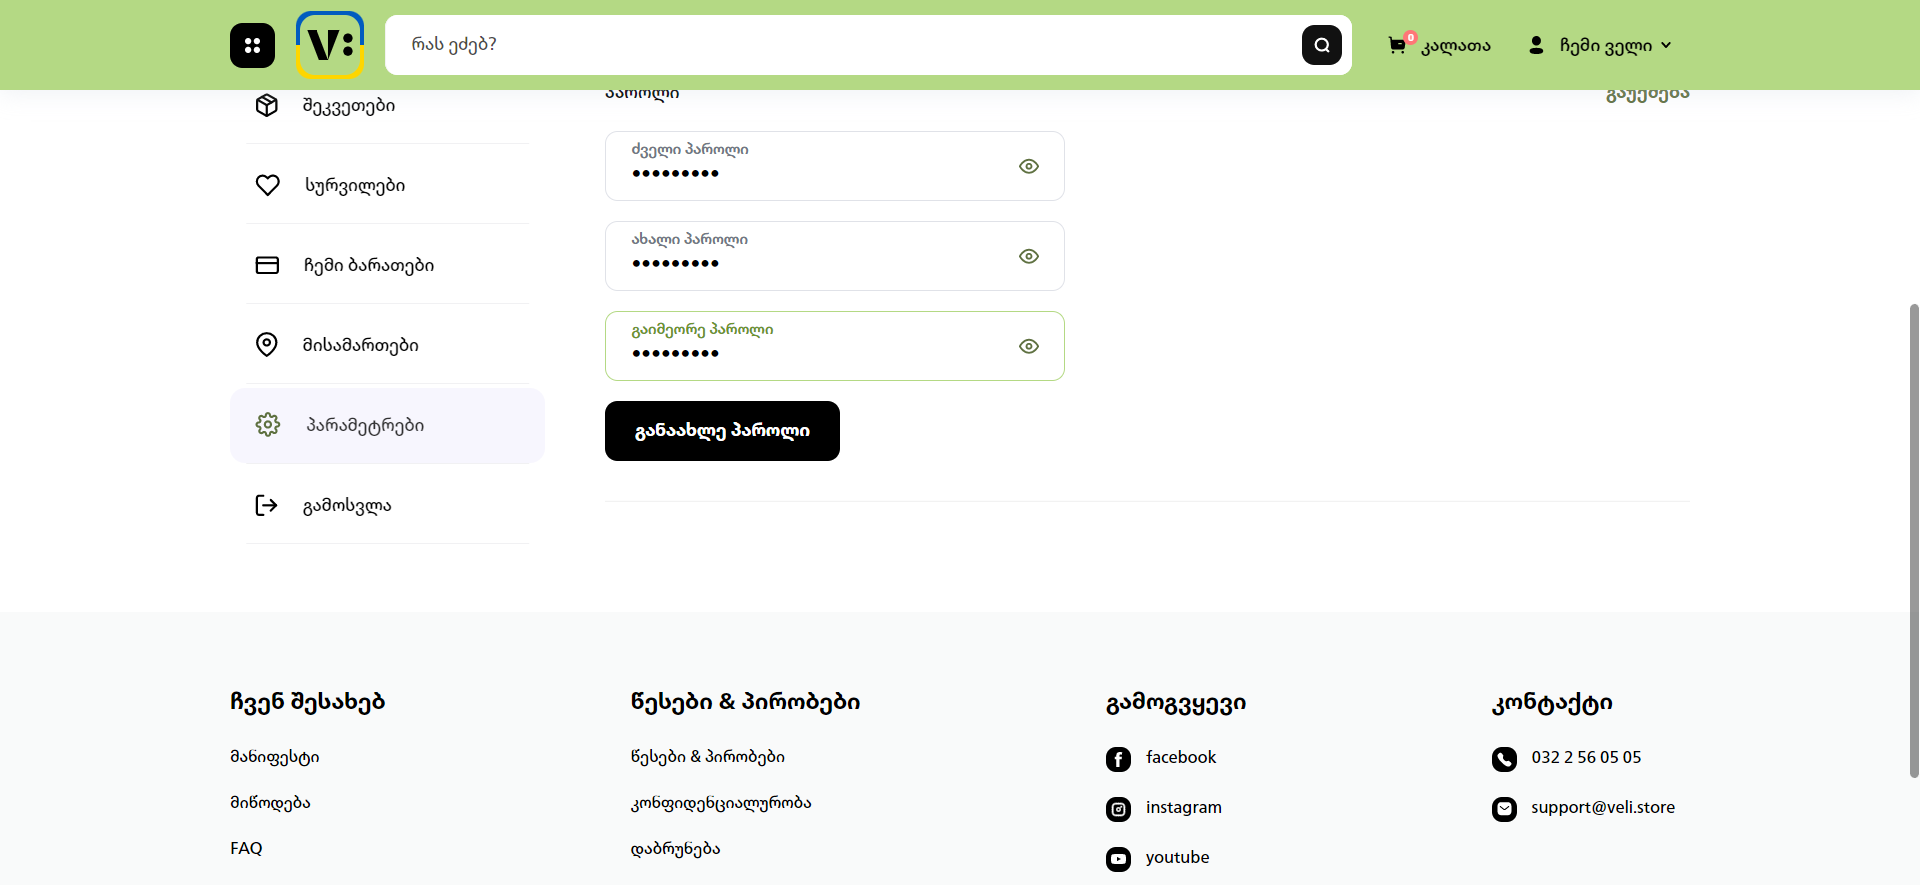 V:
რას ეძებ?
0
კალათა
ჩემი ველი
შეკვეთები
სურვილები
ჩემი ბარათები
მისამართები
პარამეტრები
გამოსვლა
პაროლი
გაუქმება
ძველი პაროლი
•••••••••
ახალი პაროლი
•••••••••
გაიმეორე პაროლი
•••••••••
განაახლე პაროლი
ჩვენ შესახებ
მანიფესტი
მიწოდება
FAQ
წესები & პირობები
წესები & პირობები
კონფიდენციალურობა
დაბრუნება
გამოგვყევი
facebook
instagram
youtube
კონტაქტი
032 2 56 05 05
support@veli.store